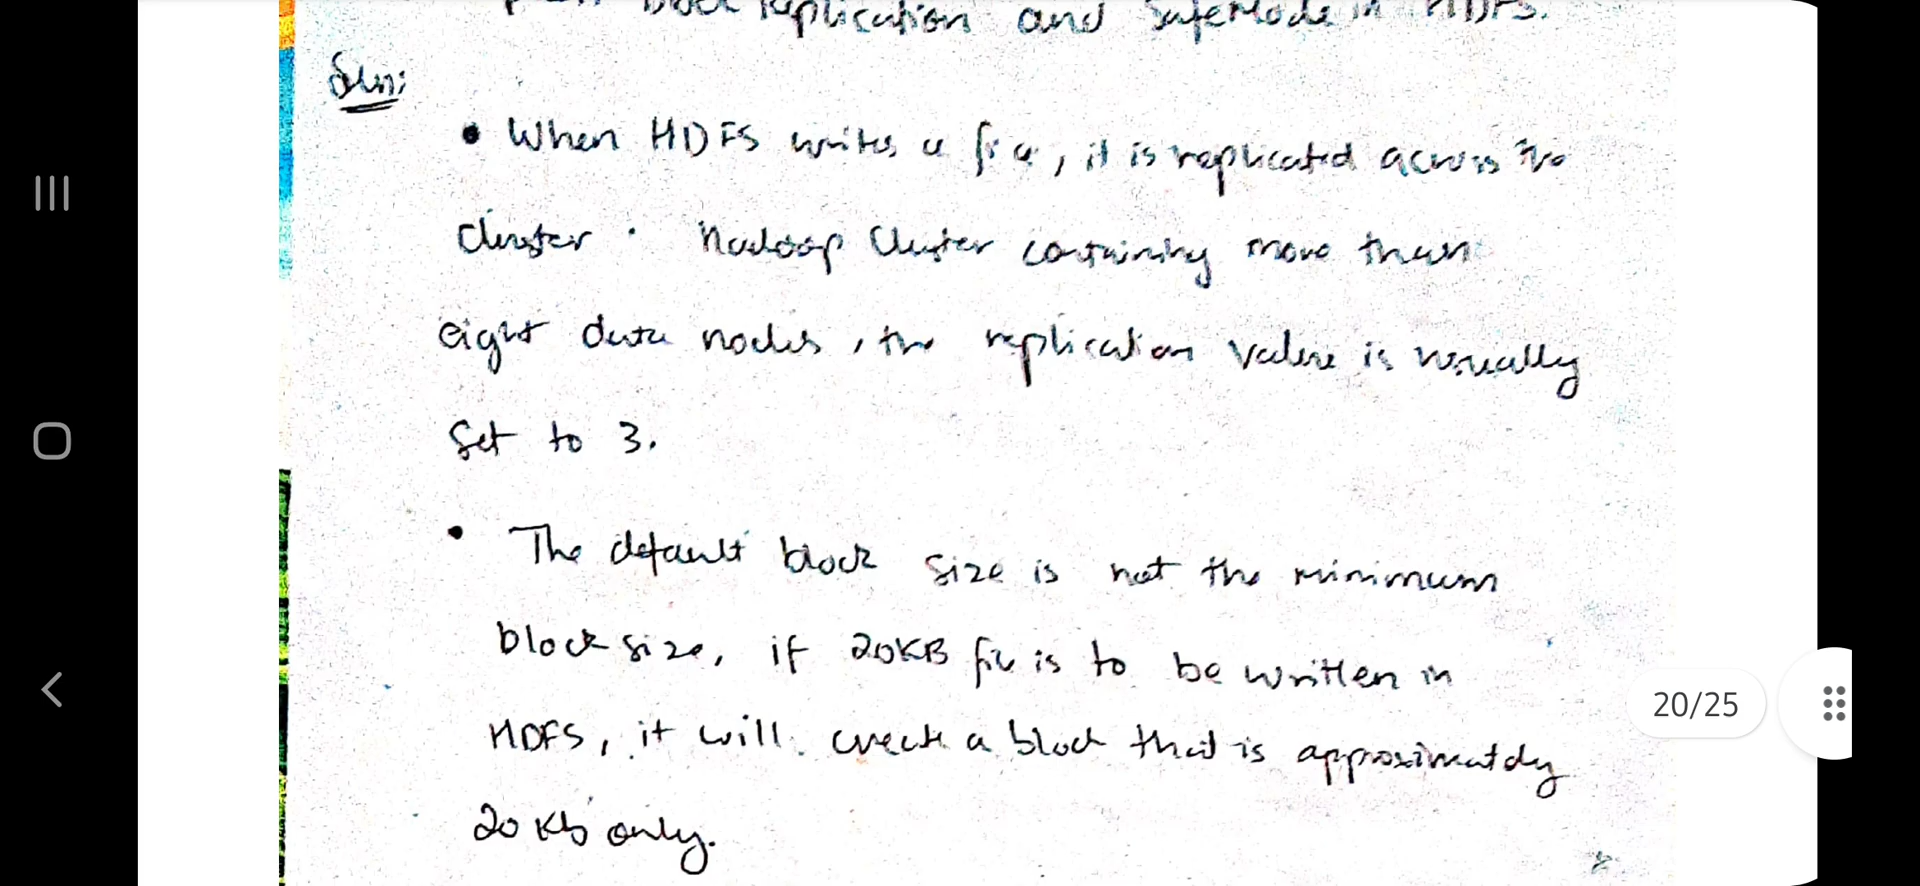 Block Replication and SafeMode in HDFS.
Soln:
• When HDFS writes a file, it is replicated across the
cluster. Hadoop Cluster containing more than
eight data nodes, the replication value is usually
set to 3.
• The default block size is not the minimum
block size, if 20KB file is to be written in
HDFS, it will create a block that is approximately
20 Kb only.
20/25